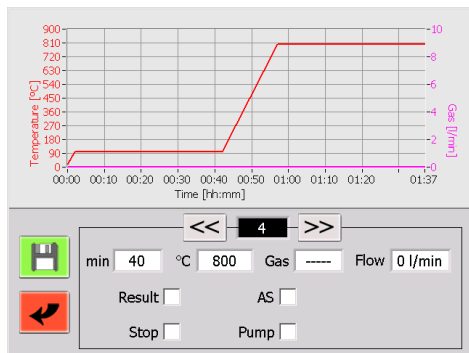 900
810
720
630
540
450
360
270
180
90
0
Temperature [ºC]
10
8
6
4
2
0
Gas [l/min]
00:00 00:10 00:20 00:30 00:40 00:50 01:00 01:10 01:20 01:37
Time [hh:mm]
<< 4 >>
min 40 ºC 800 Gas ----- Flow 0 l/min
Result AS
Stop Pump